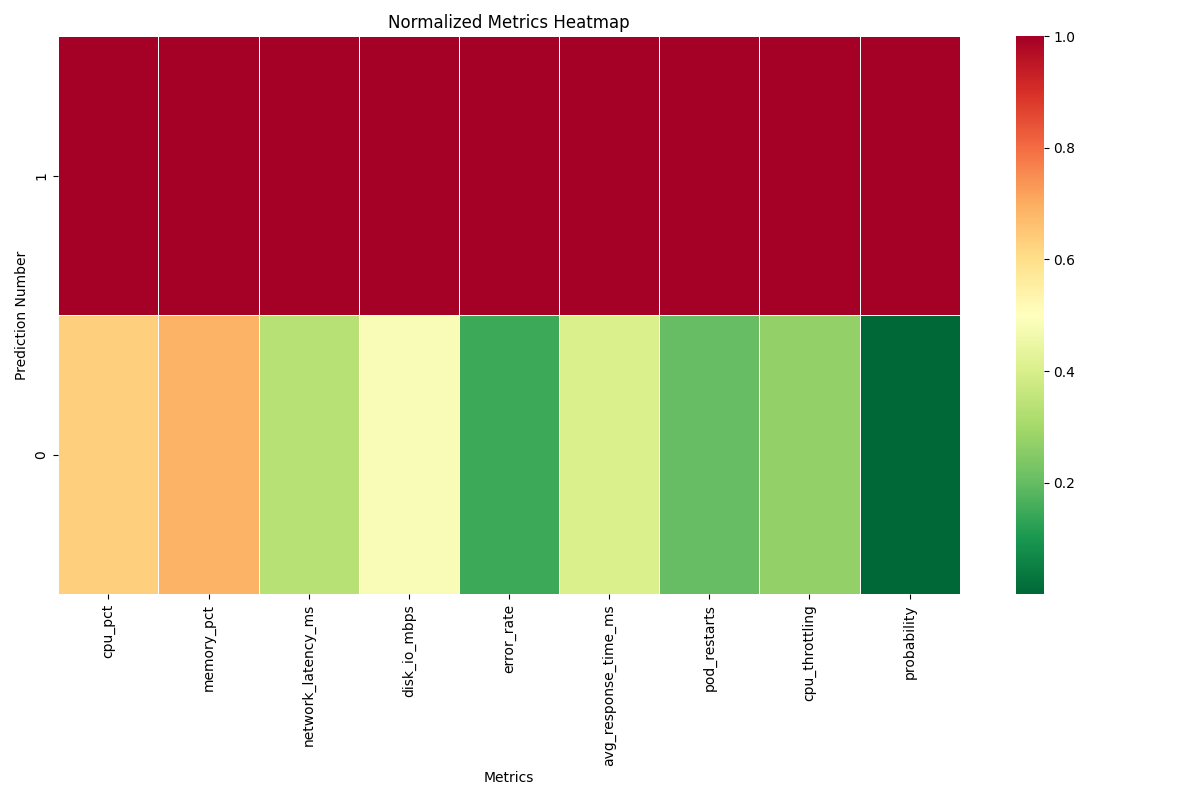 Normalized Metrics Heatmap
Prediction Number
1
0
cpu_pct
memory_pct
network_latency_ms
disk_io_mbps
error_rate
avg_response_time_ms
pod_restarts
cpu_throttling
probability
Metrics
1.0
0.8
0.6
0.4
0.2